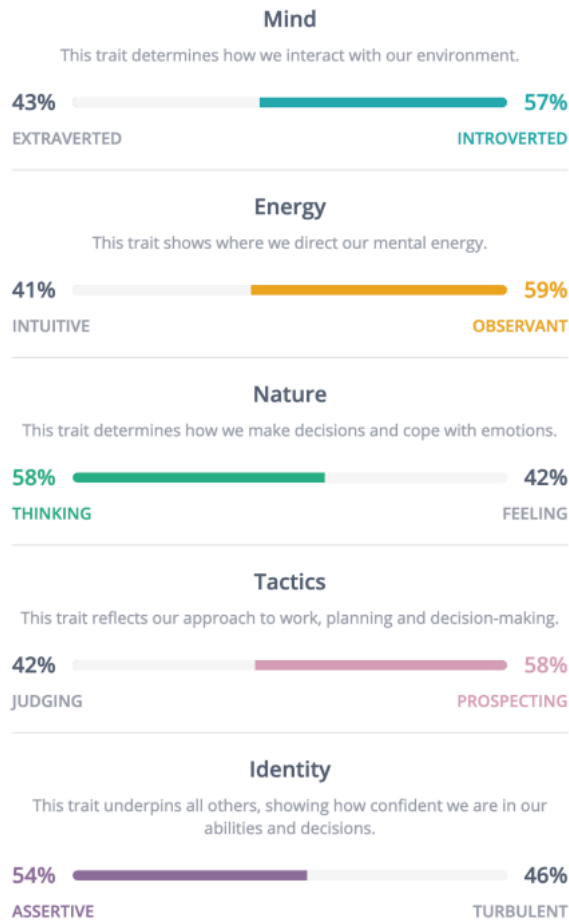 Mind
This trait determines how we interact with our environment.
43% 57%
EXTRAVERTED INTROVERTED
Energy
This trait shows where we direct our mental energy.
41% 59%
INTUITIVE OBSERVANT
Nature
This trait determines how we make decisions and cope with emotions.
58% 42%
THINKING FEELING
Tactics
This trait reflects our approach to work, planning and decision-making.
42% 58%
JUDGING PROSPECTING
Identity
This trait underpins all others, showing how confident we are in our
abilities and decisions.
54% 46%
ASSERTIVE TURBULENT